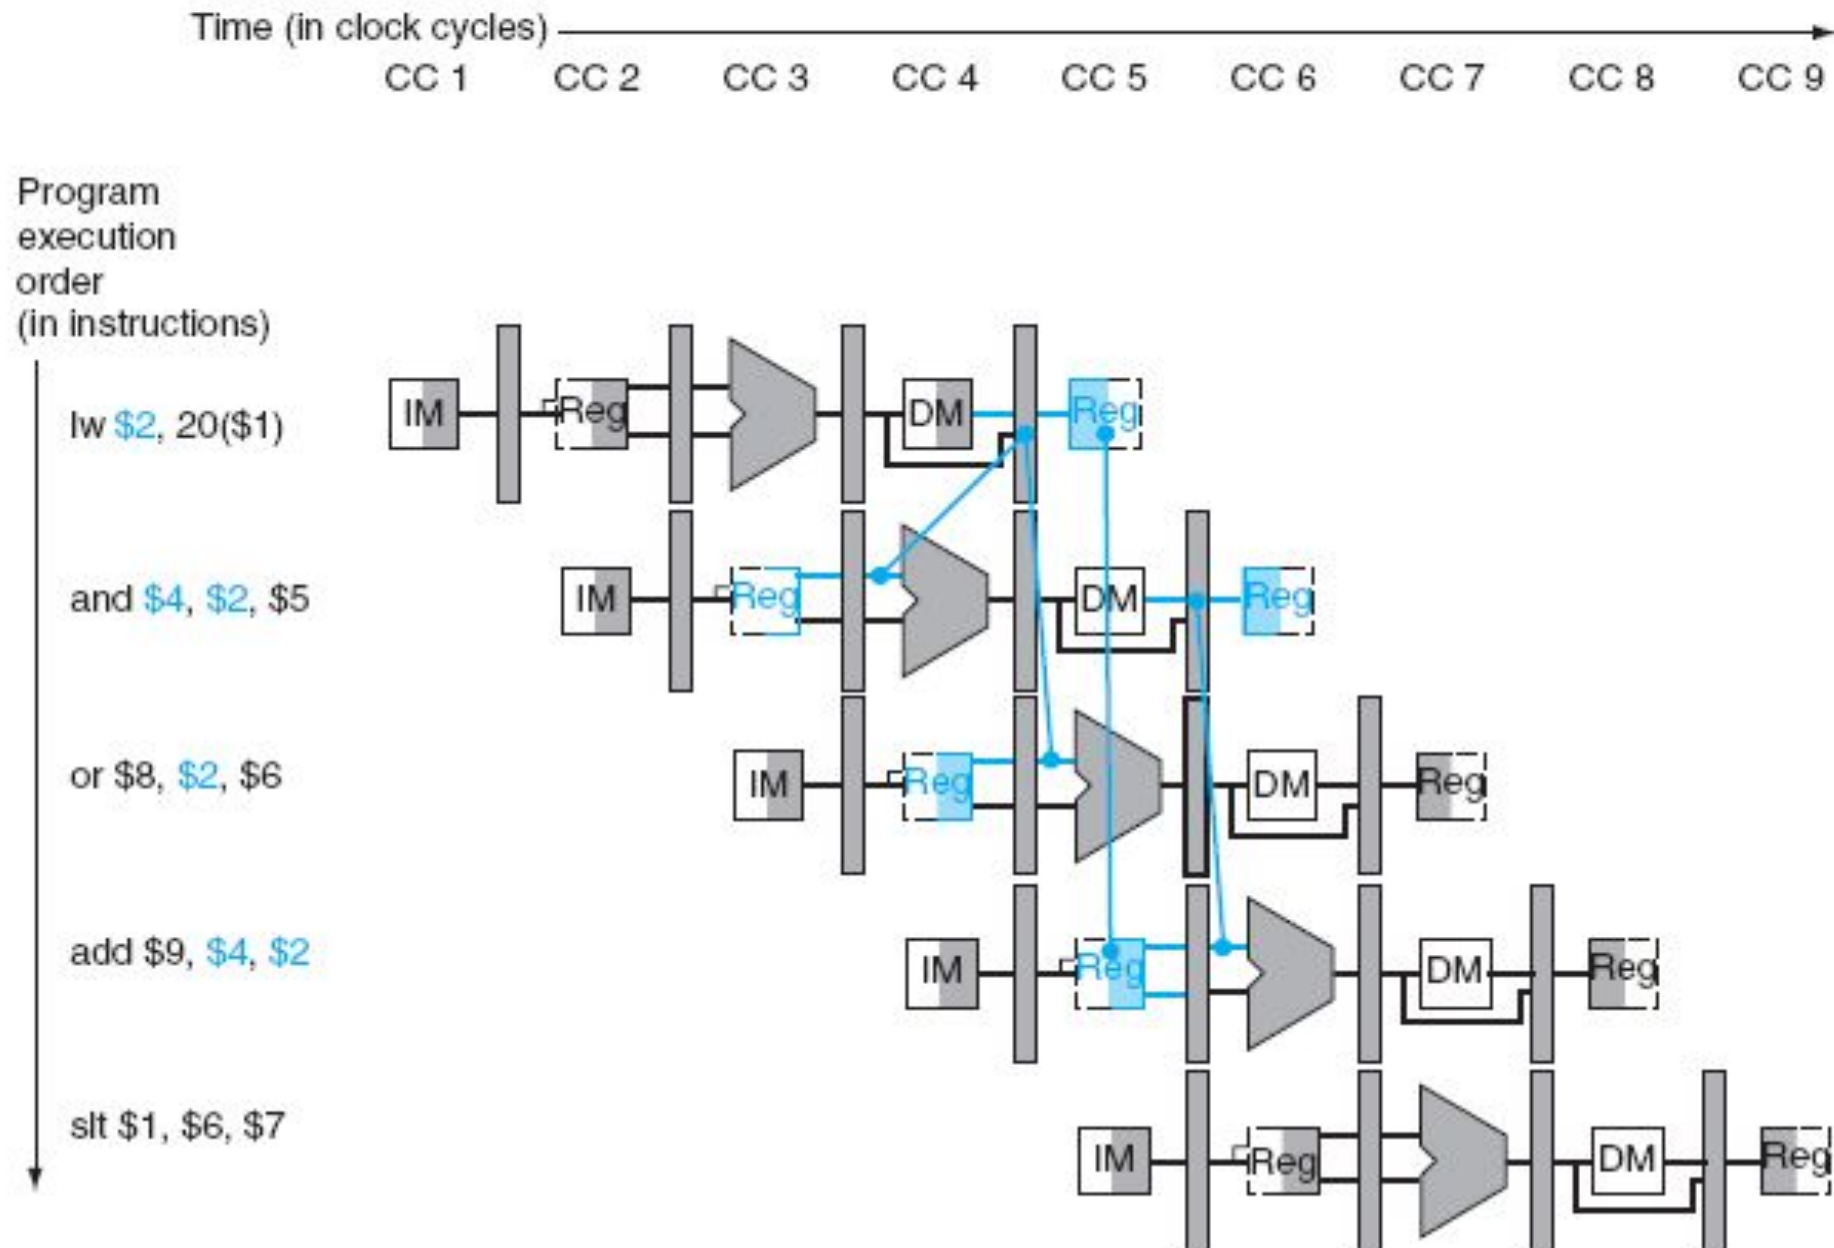 Time (in clock cycles)
CC 1 CC 2 CC 3 CC 4 CC 5 CC 6 CC 7 CC 8 CC 9
Program
execution
order
(in instructions)
lw $2, 20($1)
IM Reg DM Reg
and $4, $2, $5
IM Reg DM Reg
or $8, $2, $6
IM Reg DM Reg
add $9, $4, $2
IM Reg DM Reg
slt $1, $6, $7
IM Reg DM Reg